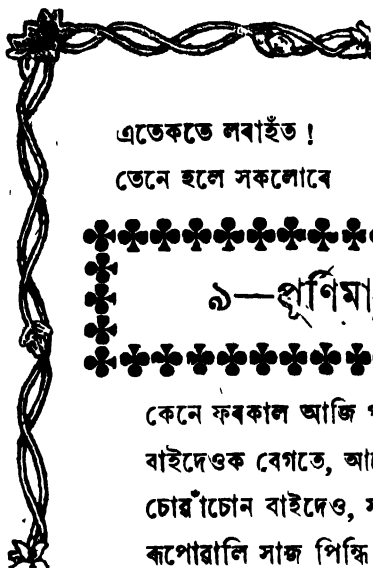 এতেকতে লৰাহঁত !
তেনে হলে সকলোৰে
৯—পূৰ্ণিমা
কেনে ফৰকাল আজি
বাইদেওক বেগতে,
চোৱাঁচোন বাইদেও,
ৰূপোৱালি সাজ পিন্ধি